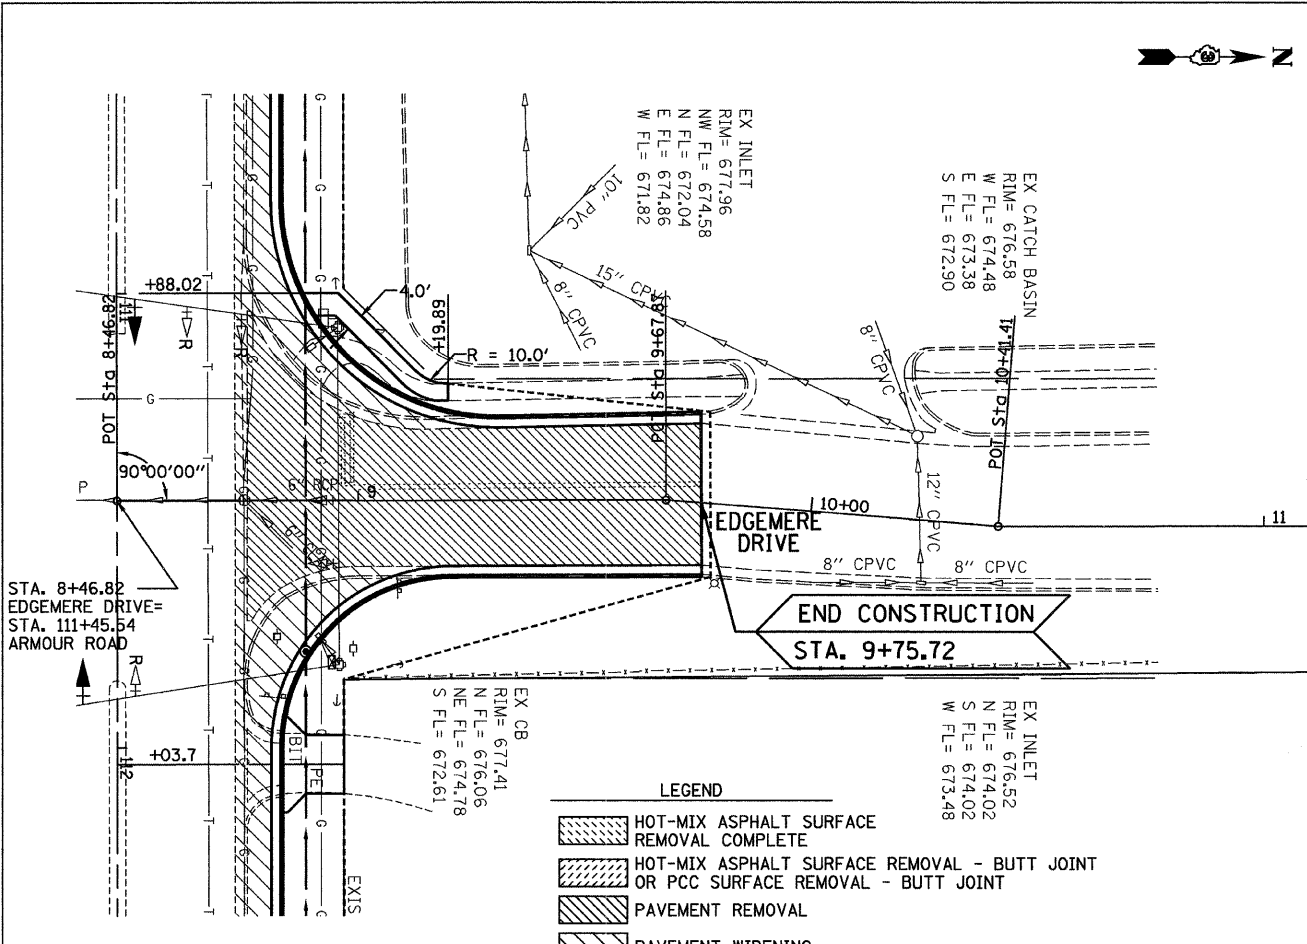 N
EX INLET
RIM= 677.96
NW FL= 674.58
N FL= 672.04
E FL= 674.86
W FL= 671.82
EX CATCH BASIN
RIM= 676.58
W FL= 674.48
E FL= 673.38
S FL= 672.90
10" PVC
8" CPVC
15" CPVC
8" CPVC
12" CPVC
8" CPVC
8" CPVC
+88.02
4.0'
+19.89
R = 10.0'
POT Sta 8+46.82
POT Sta 9+67.83
POT Sta 10+41.41
111
R
R
G
G
G
G
T
T
T
90°00'00"
P
6" RCP
6"
9
10+00
11
EDGEMERE
DRIVE
STA. 8+46.82
EDGEMERE DRIVE=
STA. 111+45.54
ARMOUR ROAD
R
END CONSTRUCTION
STA. 9+75.72
112
+03.7
BIT
PE
EXIS
EX CB
RIM= 677.41
N FL= 676.06
NE FL= 674.78
S FL= 672.61
EX INLET
RIM= 676.52
N FL= 674.02
S FL= 674.02
W FL= 673.48
LEGEND
HOT-MIX ASPHALT SURFACE
REMOVAL COMPLETE
HOT-MIX ASPHALT SURFACE REMOVAL - BUTT JOINT
OR PCC SURFACE REMOVAL - BUTT JOINT
PAVEMENT REMOVAL
PAVEMENT WIDENING